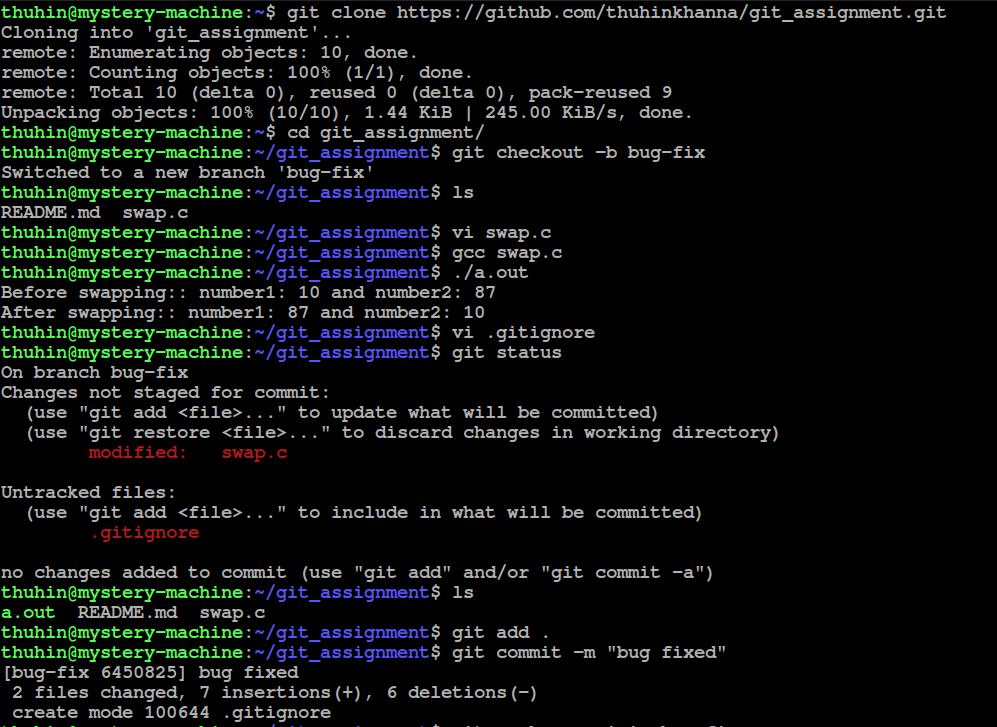 thuhin@mystery-machine:~$ git clone https://github.com/thuhinkhanna/git_assignment.git
Cloning into 'git_assignment'...
remote: Enumerating objects: 10, done.
remote: Counting objects: 100% (1/1), done.
remote: Total 10 (delta 0), reused 0 (delta 0), pack-reused 9
Unpacking objects: 100% (10/10), 1.44 KiB | 245.00 KiB/s, done.
thuhin@mystery-machine:~$ cd git_assignment/
thuhin@mystery-machine:~/git_assignment$ git checkout -b bug-fix
Switched to a new branch 'bug-fix'
thuhin@mystery-machine:~/git_assignment$ ls
README.md  swap.c
thuhin@mystery-machine:~/git_assignment$ vi swap.c
thuhin@mystery-machine:~/git_assignment$ gcc swap.c
thuhin@mystery-machine:~/git_assignment$ ./a.out
Before swapping:: number1: 10 and number2: 87
After swapping:: number1: 87 and number2: 10
thuhin@mystery-machine:~/git_assignment$ vi .gitignore
thuhin@mystery-machine:~/git_assignment$ git status
On branch bug-fix
Changes not staged for commit:
  (use "git add <file>..." to update what will be committed)
  (use "git restore <file>..." to discard changes in working directory)
        modified:   swap.c

Untracked files:
  (use "git add <file>..." to include in what will be committed)
        .gitignore

no changes added to commit (use "git add" and/or "git commit -a")
thuhin@mystery-machine:~/git_assignment$ ls
a.out  README.md  swap.c
thuhin@mystery-machine:~/git_assignment$ git add .
thuhin@mystery-machine:~/git_assignment$ git commit -m "bug fixed"
[bug-fix 6450825] bug fixed
 2 files changed, 7 insertions(+), 6 deletions(-)
 create mode 100644 .gitignore